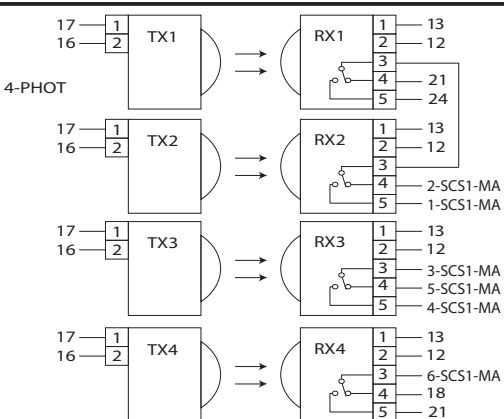 17 1 TX1 RX1 1 13
16 2 2 12
3
4-PHOT 4 21
5 24
17 1 TX2 RX2 1 13
16 2 2 12
3
4 2-SCS1-MA
5 1-SCS1-MA
17 1 TX3 RX3 1 13
16 2 2 12
3 3-SCS1-MA
4 5-SCS1-MA
5 4-SCS1-MA
17 1 TX4 RX4 1 13
16 2 2 12
3 6-SCS1-MA
4 18
5 21